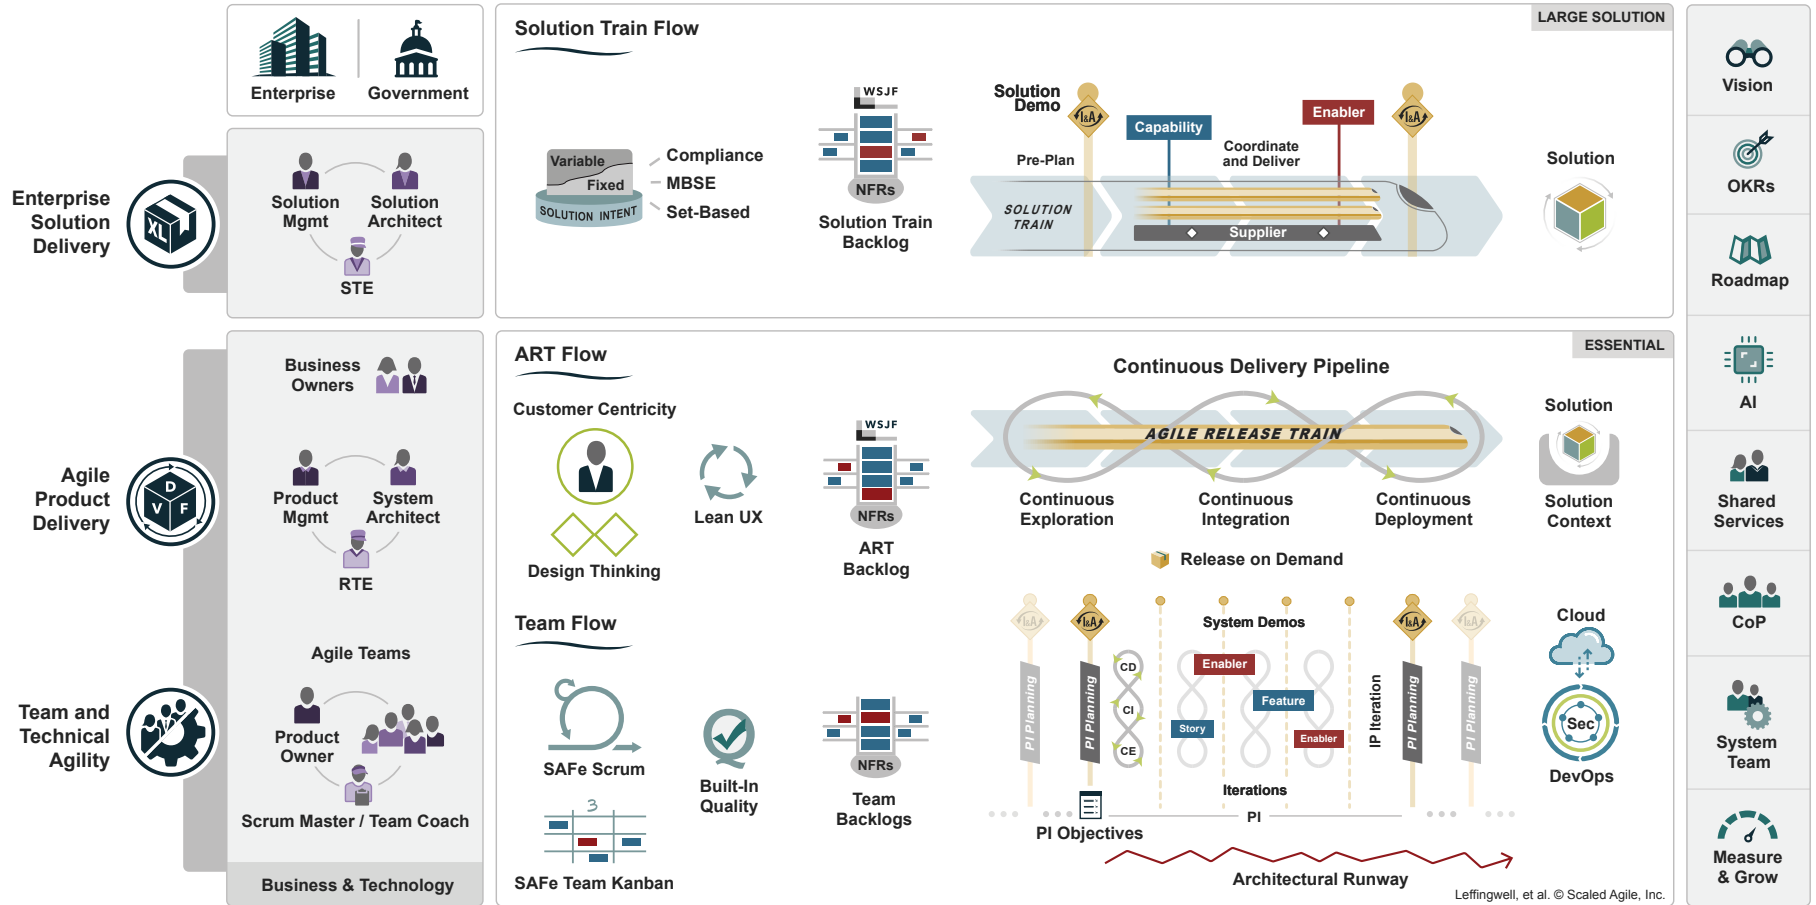 Enterprise
Government
Enterprise
Solution
Delivery
XL
Solution
Mgmt
Solution
Architect
STE
Solution Train Flow
LARGE SOLUTION
Variable
Fixed
SOLUTION INTENT
Compliance
MBSE
Set-Based
WSJF
NFRs
Solution Train
Backlog
Solution
Demo
I&A
Capability
Enabler
I&A
Pre-Plan
Coordinate
and Deliver
SOLUTION
TRAIN
Supplier
Solution
Agile
Product
Delivery
D
V F
Business
Owners
Product
Mgmt
System
Architect
RTE
Team and
Technical
Agility
Agile Teams
Product
Owner
Scrum Master / Team Coach
Business & Technology
ART Flow
ESSENTIAL
Customer Centricity
Design Thinking
Lean UX
WSJF
NFRs
ART
Backlog
Continuous Delivery Pipeline
AGILE RELEASE TRAIN
Continuous
Exploration
Continuous
Integration
Continuous
Deployment
Release on Demand
Solution
Solution
Context
Team Flow
SAFe Scrum
3
SAFe Team Kanban
Built-In
Quality
NFRs
Team
Backlogs
I&A
PI Planning
I&A
PI Planning
CD
CI
CE
System Demos
Enabler
Feature
Story
Enabler
Iterations
IP Iteration
I&A
PI Planning
I&A
PI Planning
PI
PI Objectives
Architectural Runway
Cloud
Sec
DevOps
Leffingwell, et al. © Scaled Agile, Inc.
Vision
OKRs
Roadmap
AI
Shared
Services
CoP
System
Team
Measure
& Grow